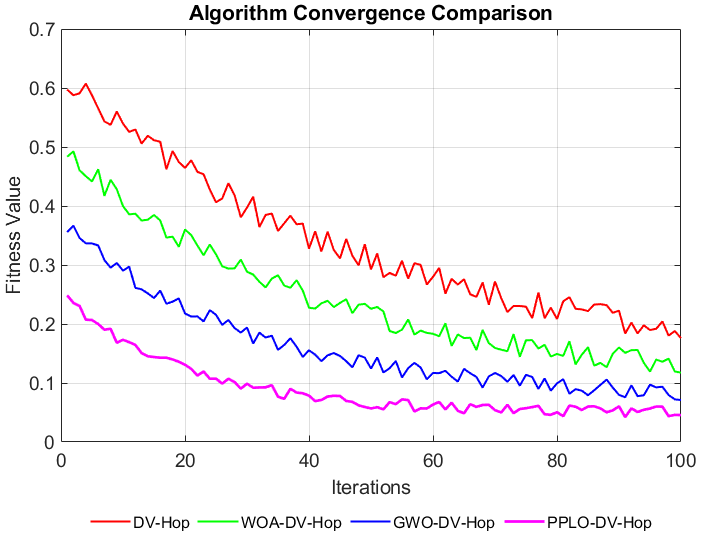 Algorithm Convergence Comparison
0.7
0.6
0.5
0.4
0.3
0.2
0.1
0
Fitness Value
0 20 40 60 80 100
Iterations
DV-Hop WOA-DV-Hop GWO-DV-Hop PPLO-DV-Hop